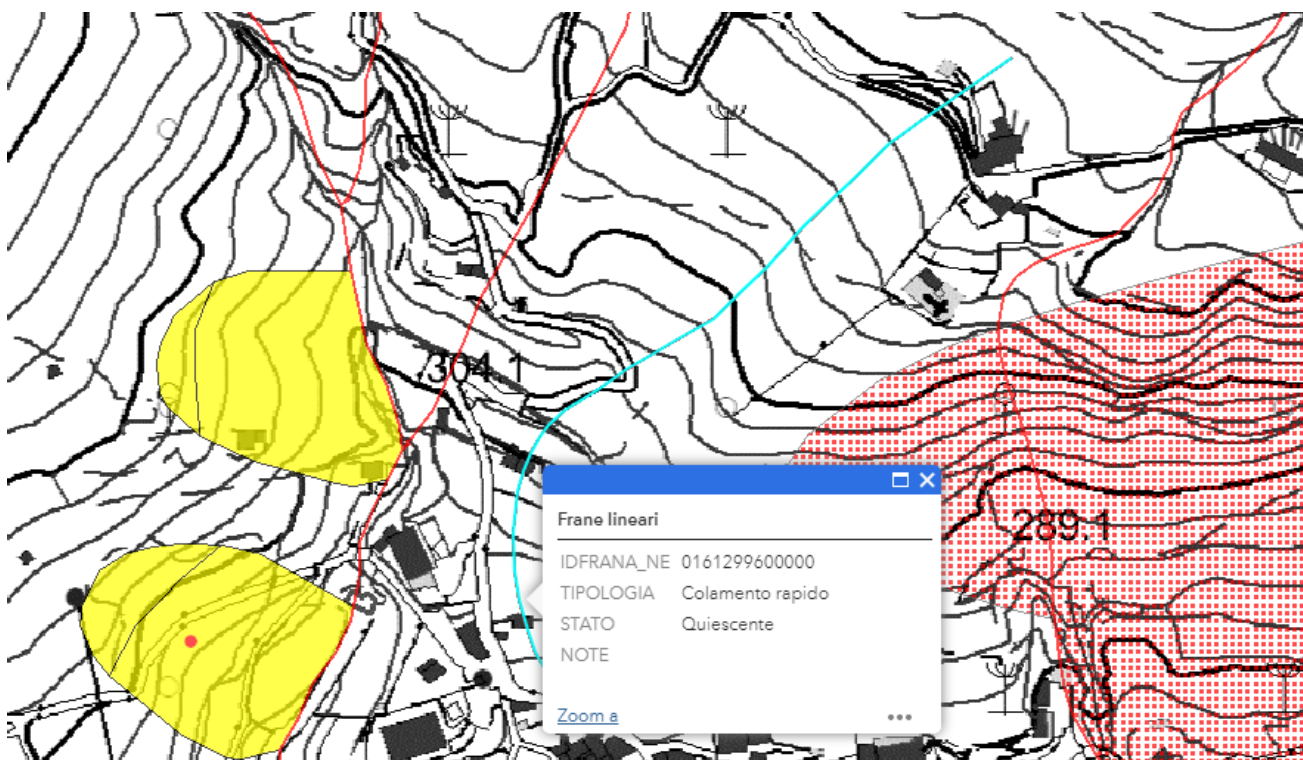 304.1
Frane lineari
IDFRANA_NE 0161299600000
TIPOLOGIA Colamento rapido
STATO Quiescente
NOTE
Zoom a
289.1